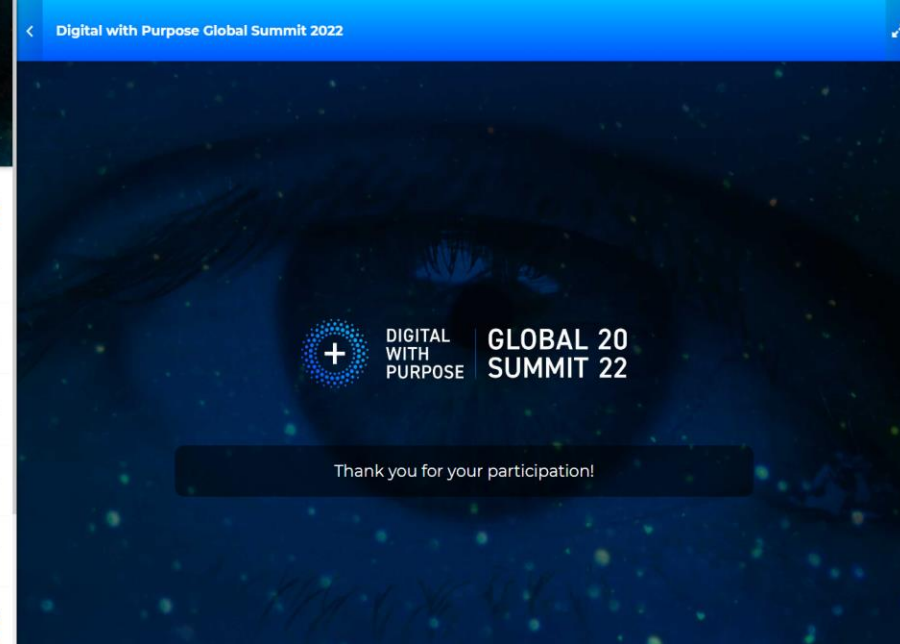 Digital with Purpose Global Summit 2022
DIGITAL
WITH
PURPOSE
GLOBAL 20
SUMMIT 22
Thank you for your participation!